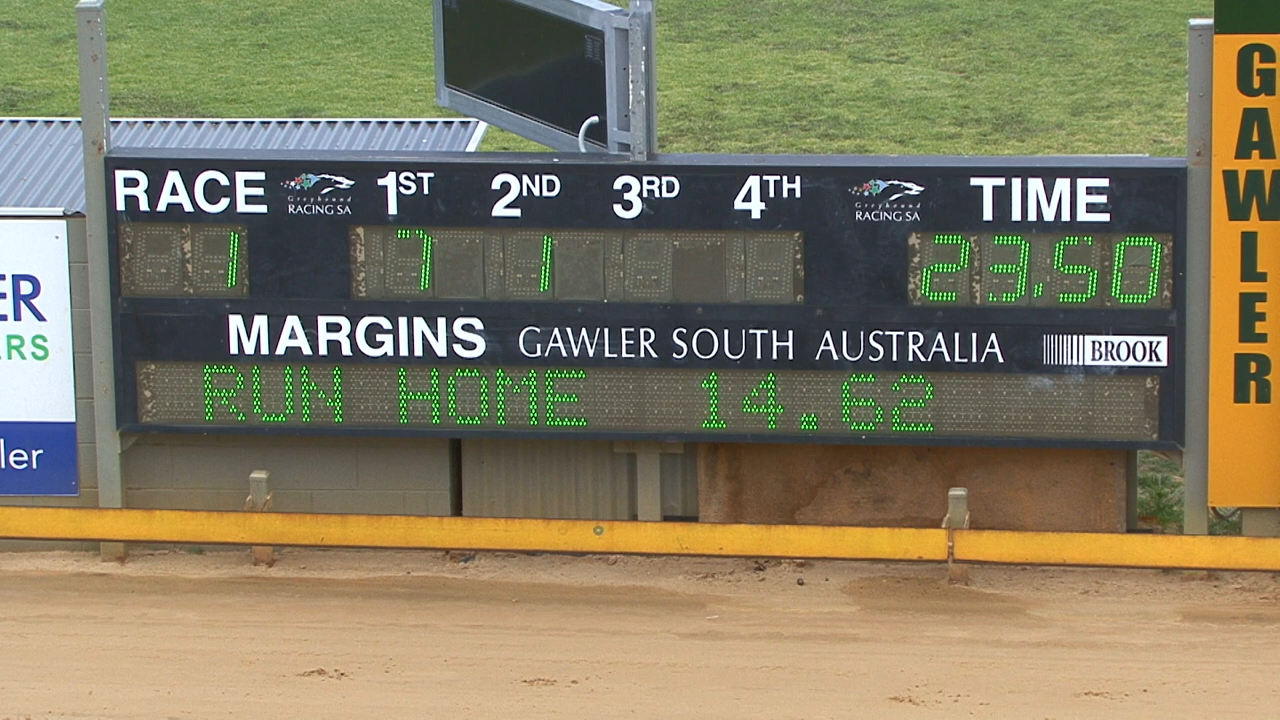 RACE Greyhound RACING SA 1ST 2ND 3RD 4TH Greyhound RACING SA TIME
1 7 1 23.50
MARGINS GAWLER SOUTH AUSTRALIA BROOK
RUN HOME 14.62
GAWLER
ER
ERS
ler